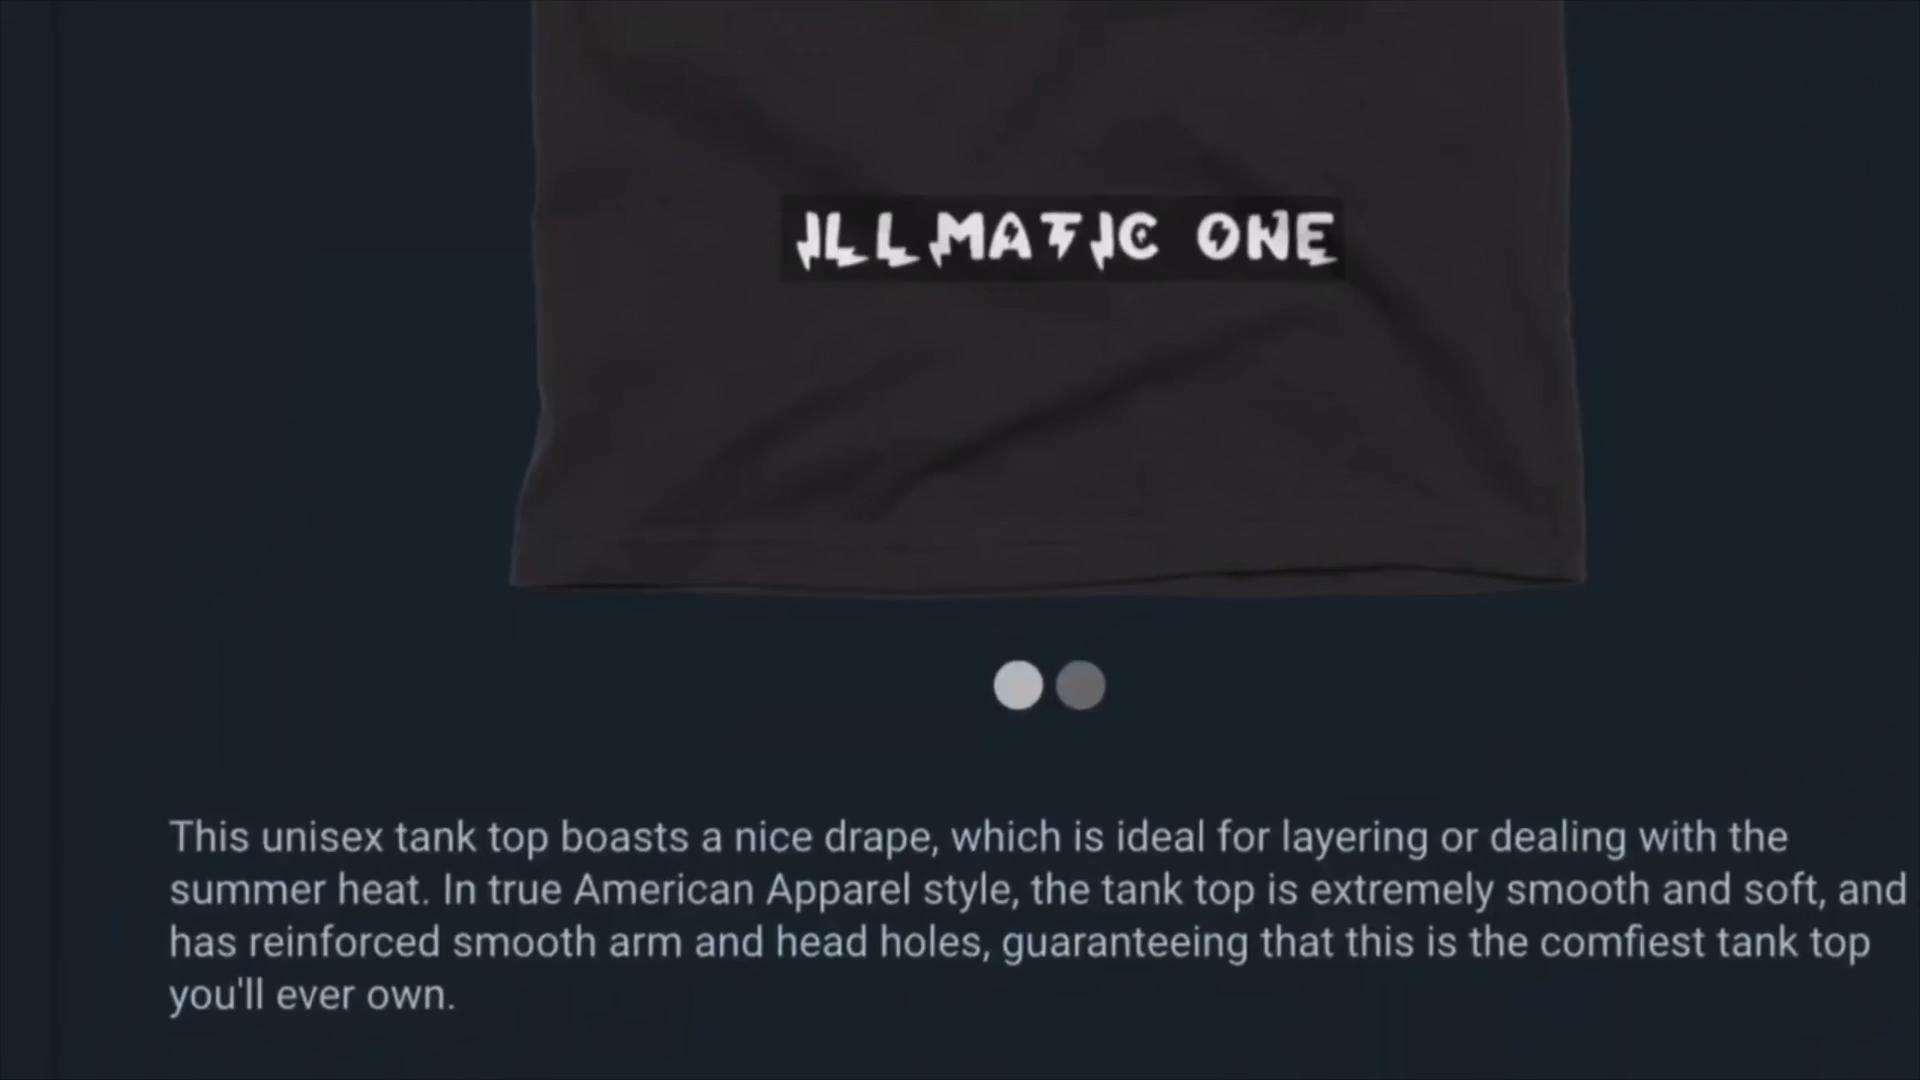 ILLMATIC ONE
This unisex tank top boasts a nice drape, which is ideal for layering or dealing with the
summer heat. In true American Apparel style, the tank top is extremely smooth and soft, and
has reinforced smooth arm and head holes, guaranteeing that this is the comfiest tank top
you'll ever own.